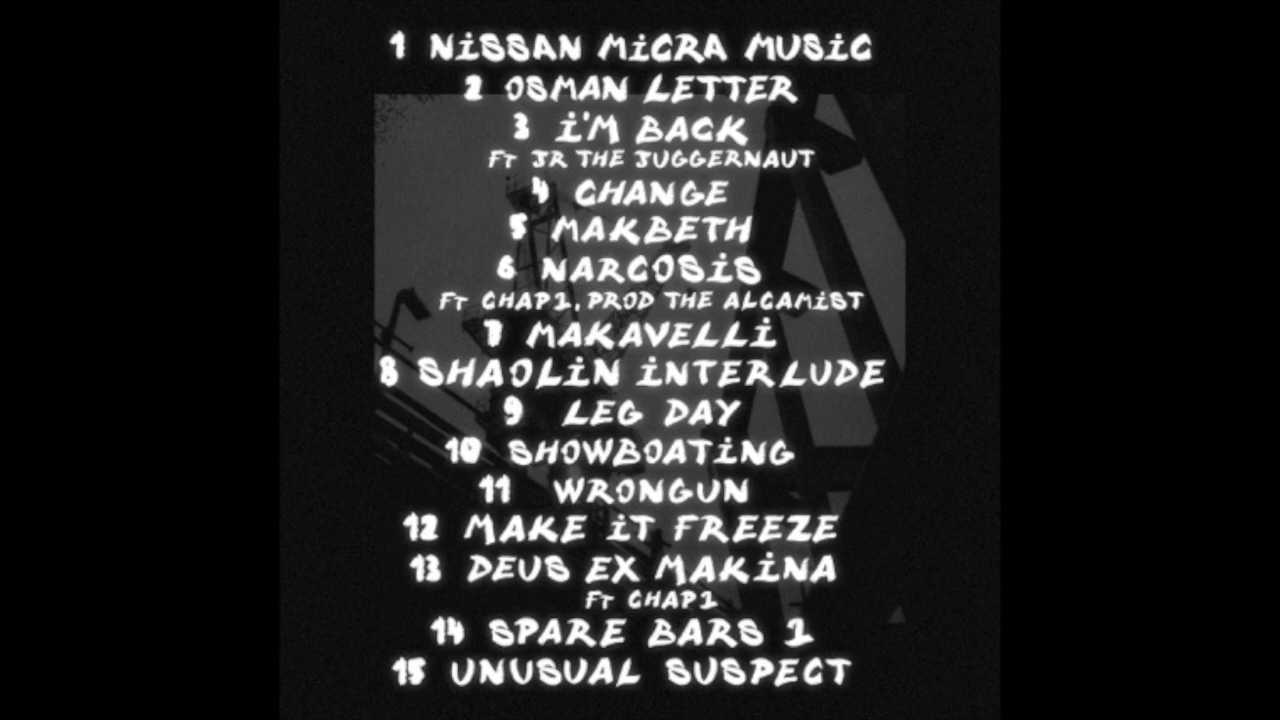 1 NiSSAN MiCRA MUSiC
2 OSMAN LETTER
3 i'M BACK
FT JR THE JUGGERNAUT
4 CHANGE
5 MAKBETH
6 NARCOSiS
FT CHAP1, PROD THE ALCAMiST
7 MAKAVELLi
8 SHAOLiN iNTERLUDE
9 LEG DAY
10 SHOWBOATiNG
11 WRONGUN
12 MAKE iT FREEZE
13 DEUS EX MAKiNA
FT CHAP1
14 SPARE BARS 1
15 UNUSUAL SUSPECT